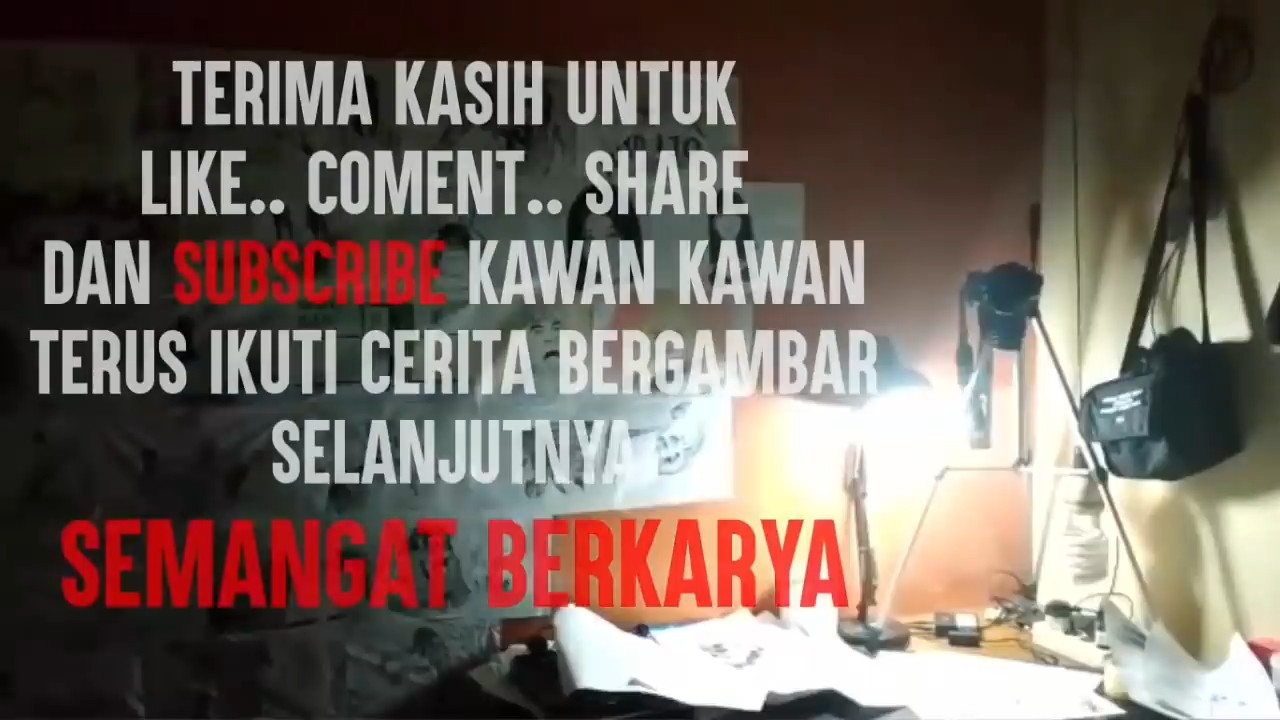 TERIMA KASIH UNTUK
LIKE.. COMENT.. SHARE
DAN SUBSCRIBE KAWAN KAWAN
TERUS IKUTI CERITA BERGAMBAR
SELANJUTNYA
SEMANGAT BERKARYA